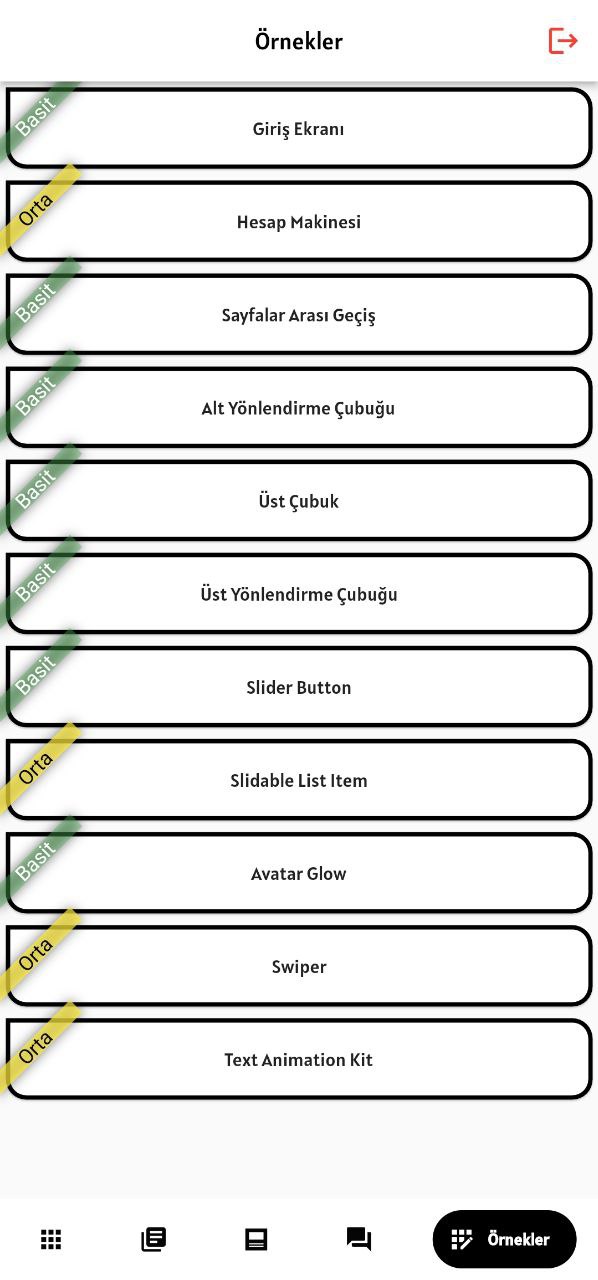 Örnekler
Basit
Giriş Ekranı
Orta
Hesap Makinesi
Basit
Sayfalar Arası Geçiş
Basit
Alt Yönlendirme Çubuğu
Basit
Üst Çubuk
Basit
Üst Yönlendirme Çubuğu
Basit
Slider Button
Orta
Slidable List Item
Basit
Avatar Glow
Orta
Swiper
Orta
Text Animation Kit
Örnekler